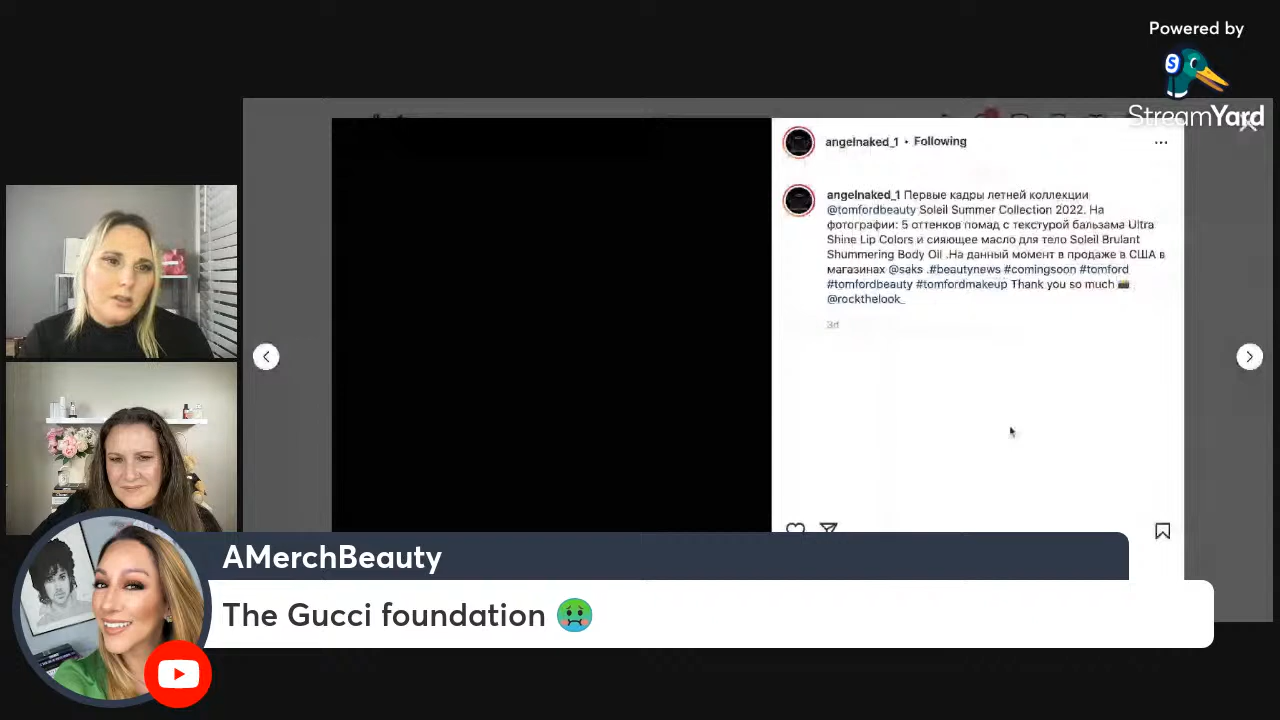 Powered by
StreamYard
angelnaked_1 • Following
angelnaked_1 Первые кадры летней коллекции
@tomfordbeauty Soleil Summer Collection 2022. На
фотографии: 5 оттенков помад с текстурой бальзама Ultra
Shine Lip Colors и сияющее масло для тело Soleil Brulant
Shummering Body Oil .На данный момент в продаже в США в
магазинах @saks .#beautynews #comingsoon #tomford
#tomfordbeauty #tomfordmakeup Thank you so much 📸
@rockthelook_
3d
AMerchBeauty
The Gucci foundation 🤢